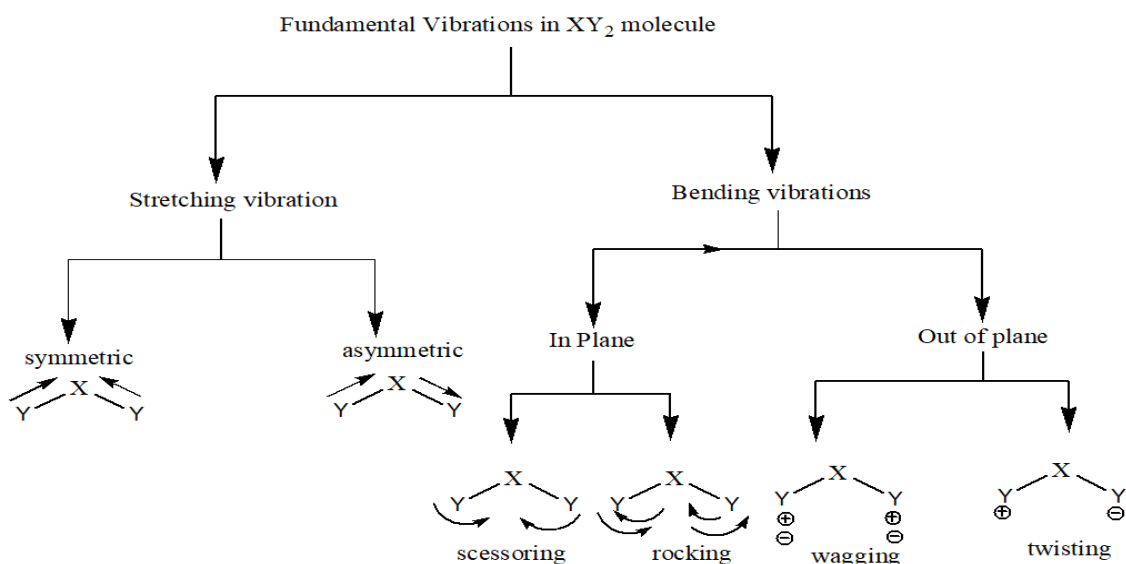 Fundamental Vibrations in XY₂ molecule
Stretching vibration
Bending vibrations
symmetric
X
Y Y
asymmetric
X
Y Y
In Plane
Out of plane
X
Y Y
scessoring
X
Y Y
rocking
X
Y Y
⊕ ⊕
⊖ ⊖
wagging
X
Y Y
⊕ ⊖
twisting